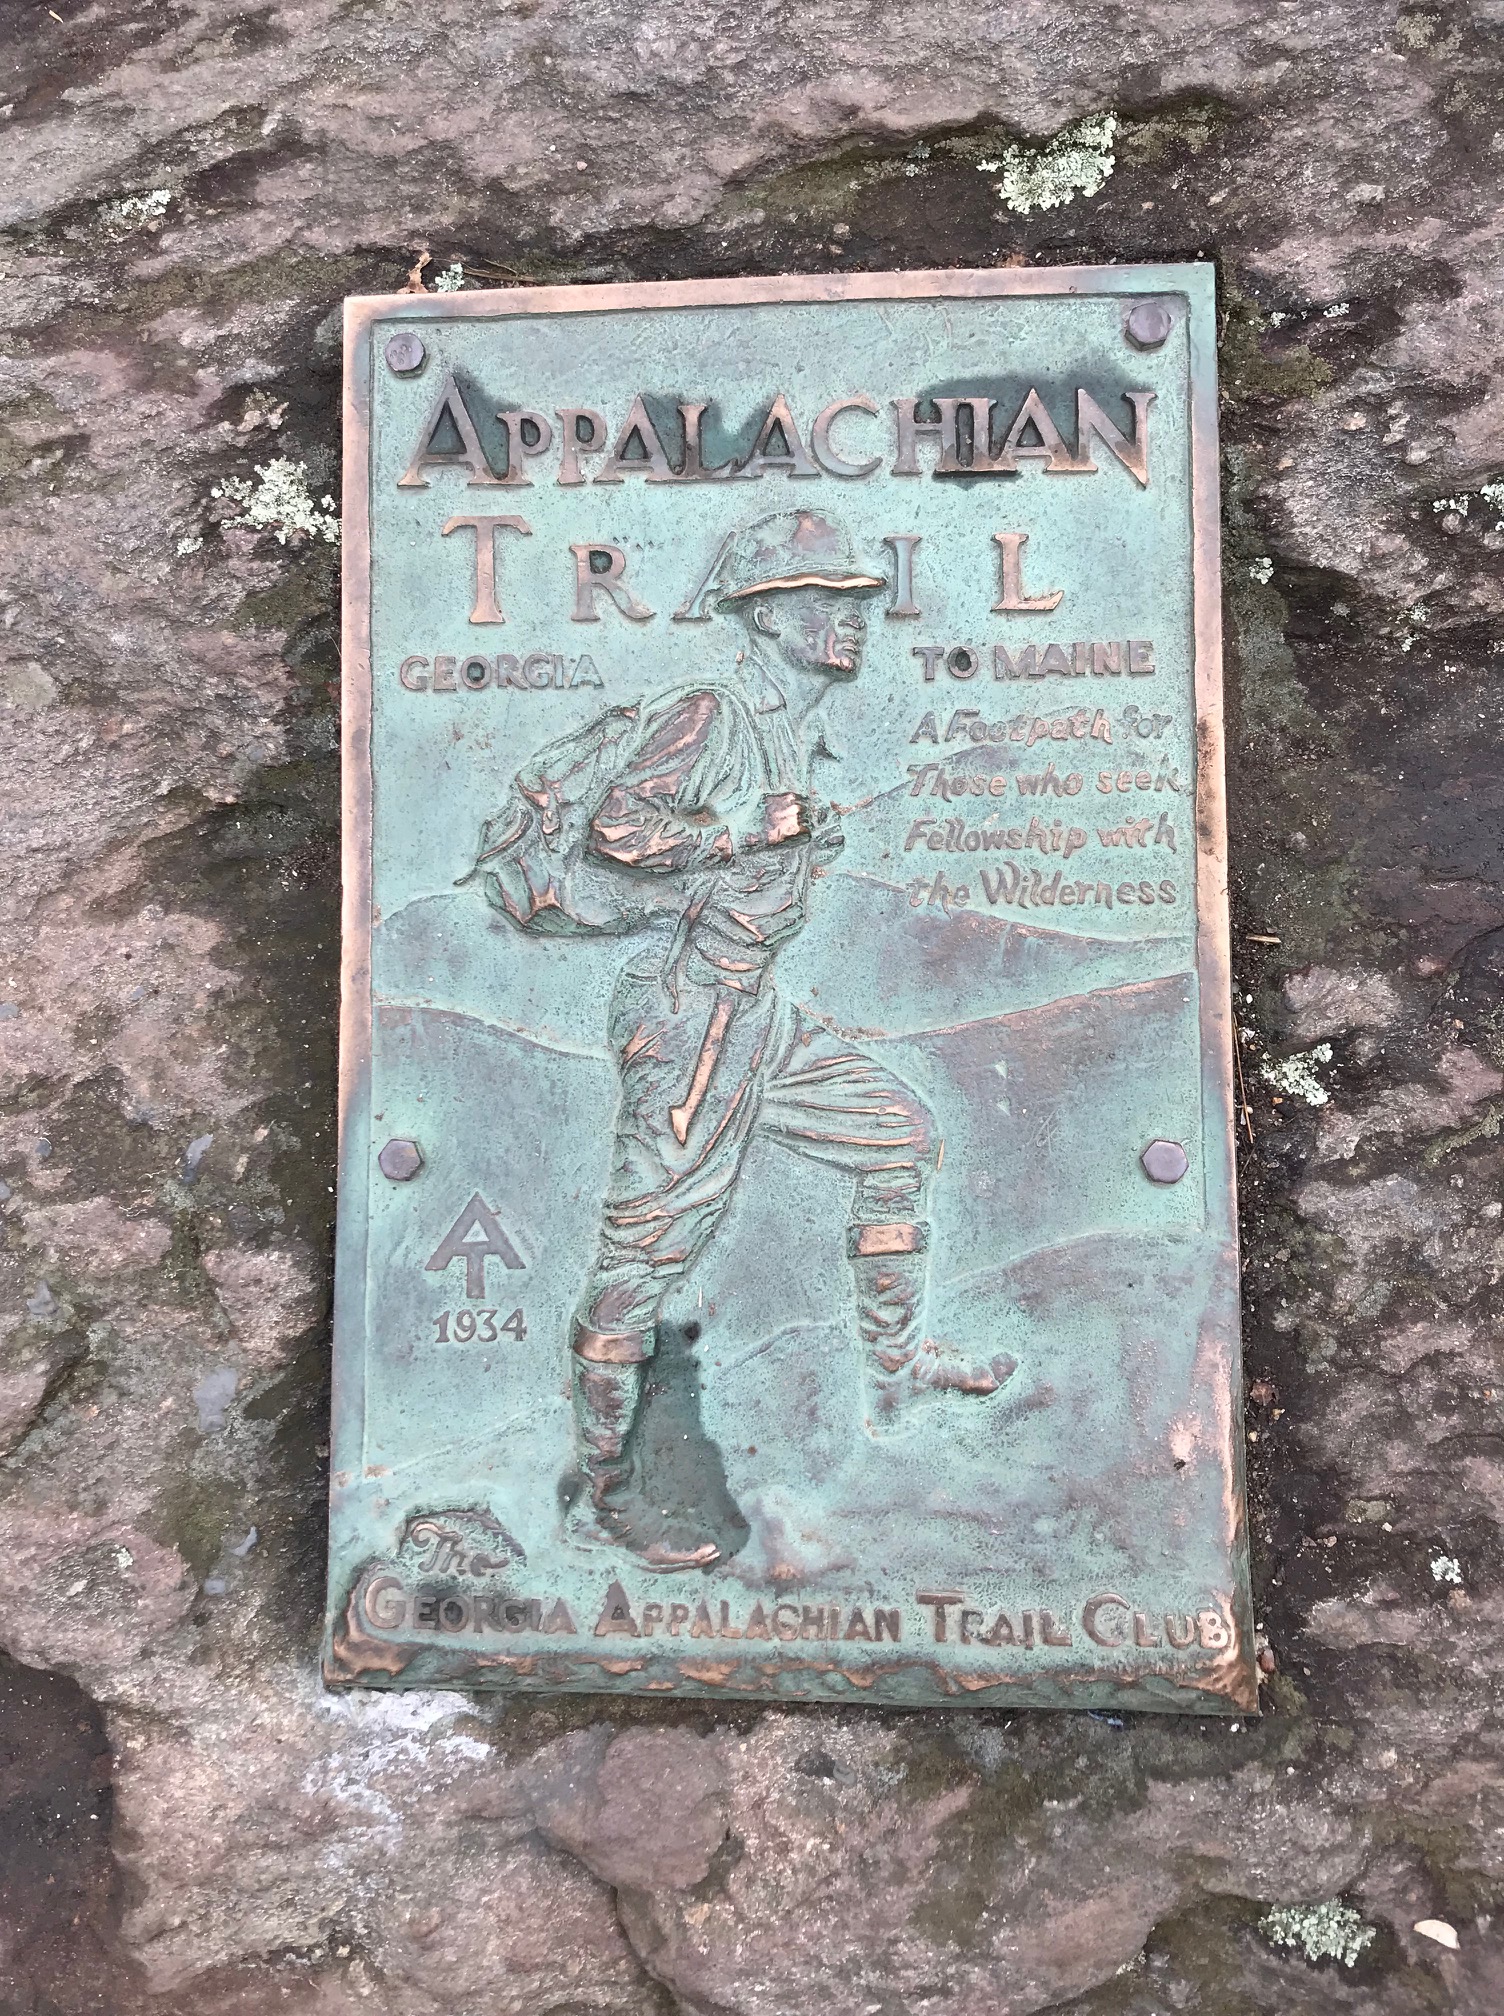 APPALACHIAN
TRAIL
GEORGIA TO MAINE
A Footpath for
Those who seek
Fellowship with
the Wilderness
AT
1934
The
GEORGIA APPALACHIAN TRAIL CLUB